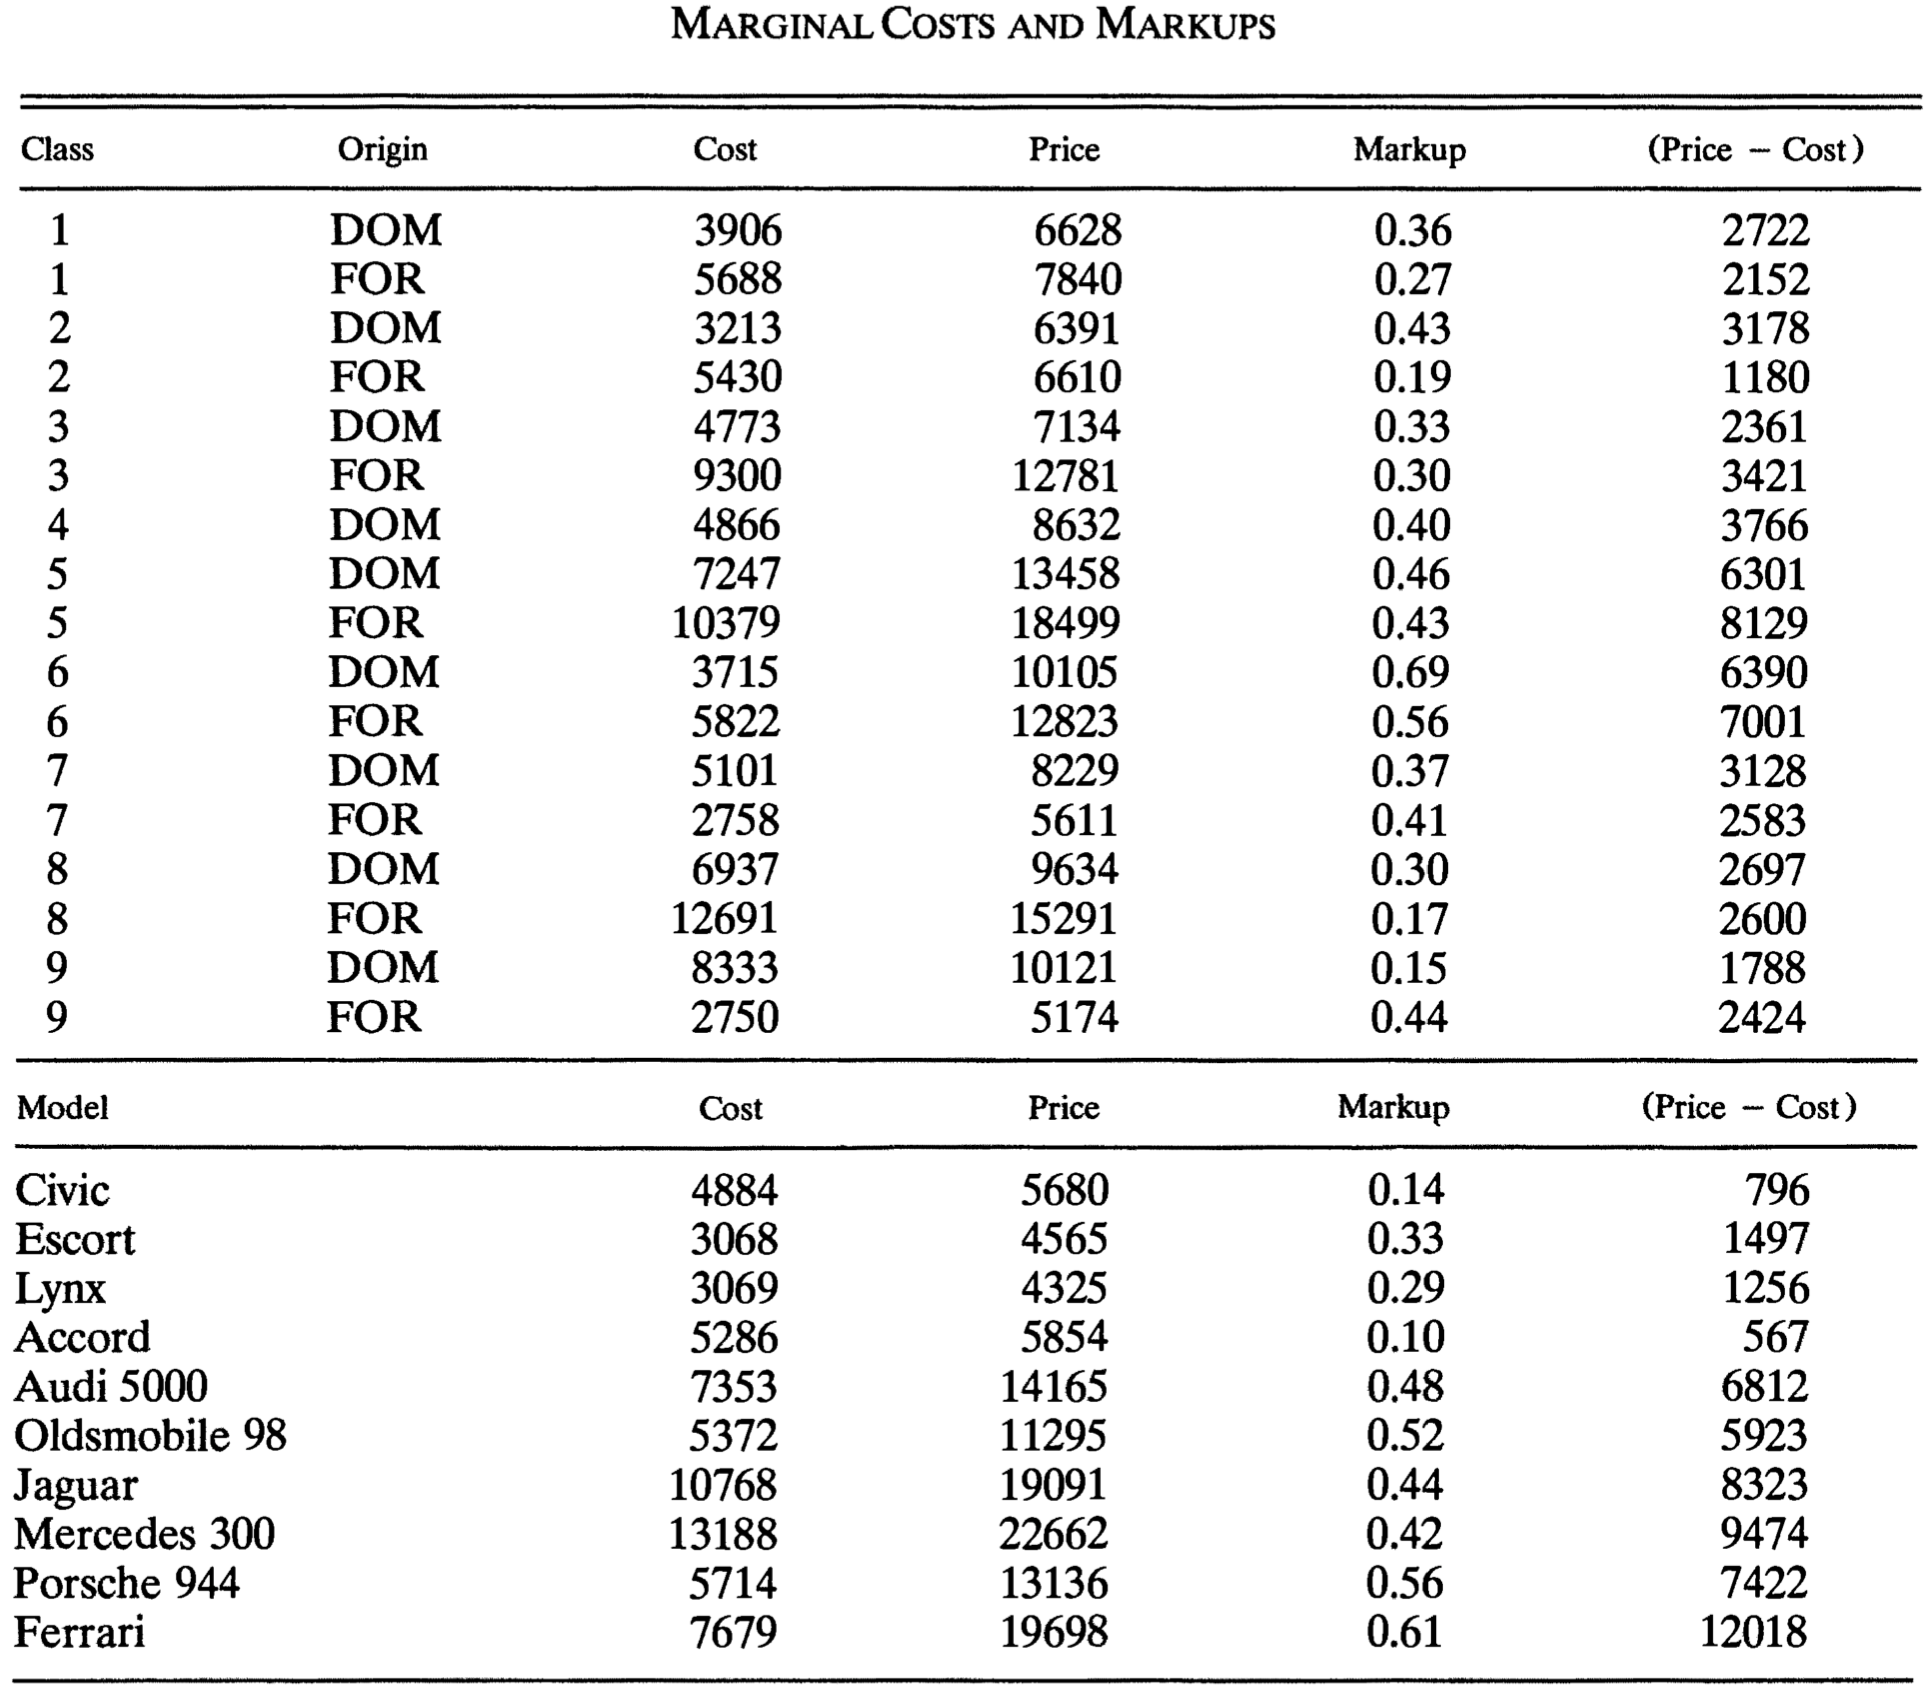 MARGINAL COSTS AND MARKUPS
Class Origin Cost Price Markup (Price − Cost)
1 DOM 3906 6628 0.36 2722
1 FOR 5688 7840 0.27 2152
2 DOM 3213 6391 0.43 3178
2 FOR 5430 6610 0.19 1180
3 DOM 4773 7134 0.33 2361
3 FOR 9300 12781 0.30 3421
4 DOM 4866 8632 0.40 3766
5 DOM 7247 13458 0.46 6301
5 FOR 10379 18499 0.43 8129
6 DOM 3715 10105 0.69 6390
6 FOR 5822 12823 0.56 7001
7 DOM 5101 8229 0.37 3128
7 FOR 2758 5611 0.41 2583
8 DOM 6937 9634 0.30 2697
8 FOR 12691 15291 0.17 2600
9 DOM 8333 10121 0.15 1788
9 FOR 2750 5174 0.44 2424
Model Cost Price Markup (Price − Cost)
Civic 4884 5680 0.14 796
Escort 3068 4565 0.33 1497
Lynx 3069 4325 0.29 1256
Accord 5286 5854 0.10 567
Audi 5000 7353 14165 0.48 6812
Oldsmobile 98 5372 11295 0.52 5923
Jaguar 10768 19091 0.44 8323
Mercedes 300 13188 22662 0.42 9474
Porsche 944 5714 13136 0.56 7422
Ferrari 7679 19698 0.61 12018